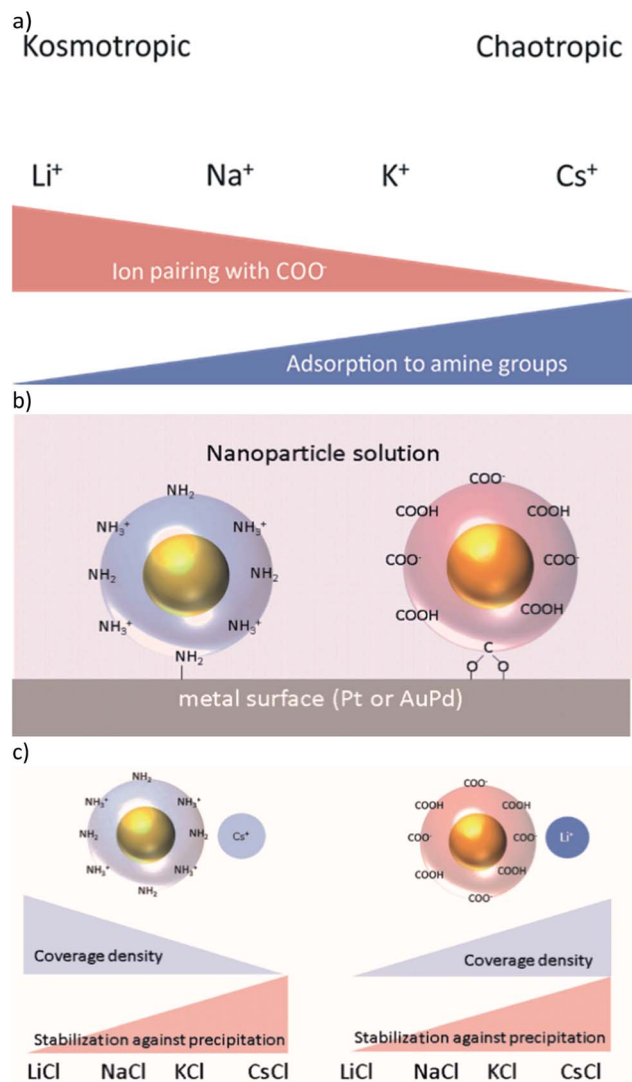 a)
Kosmotropic Chaotropic
Li⁺ Na⁺ K⁺ Cs⁺
Ion pairing with COO⁻
Adsorption to amine groups
b)
Nanoparticle solution
NH₂ COO⁻
NH₃⁺ NH₃⁺ COOH COOH
NH₂ NH₂ COO⁻ COO⁻
NH₃⁺ NH₃⁺ COOH COOH
NH₂ C
O O
metal surface (Pt or AuPd)
c)
NH₂ COO⁻
NH₃⁺ NH₃⁺ COOH COOH
NH₂ NH₂ Cs⁺ COO⁻ COO⁻ Li⁺
NH₃⁺ NH₃⁺ COOH COOH
NH₂ COO⁻
Coverage density Coverage density
Stabilization against precipitation Stabilization against precipitation
LiCl NaCl KCl CsCl LiCl NaCl KCl CsCl